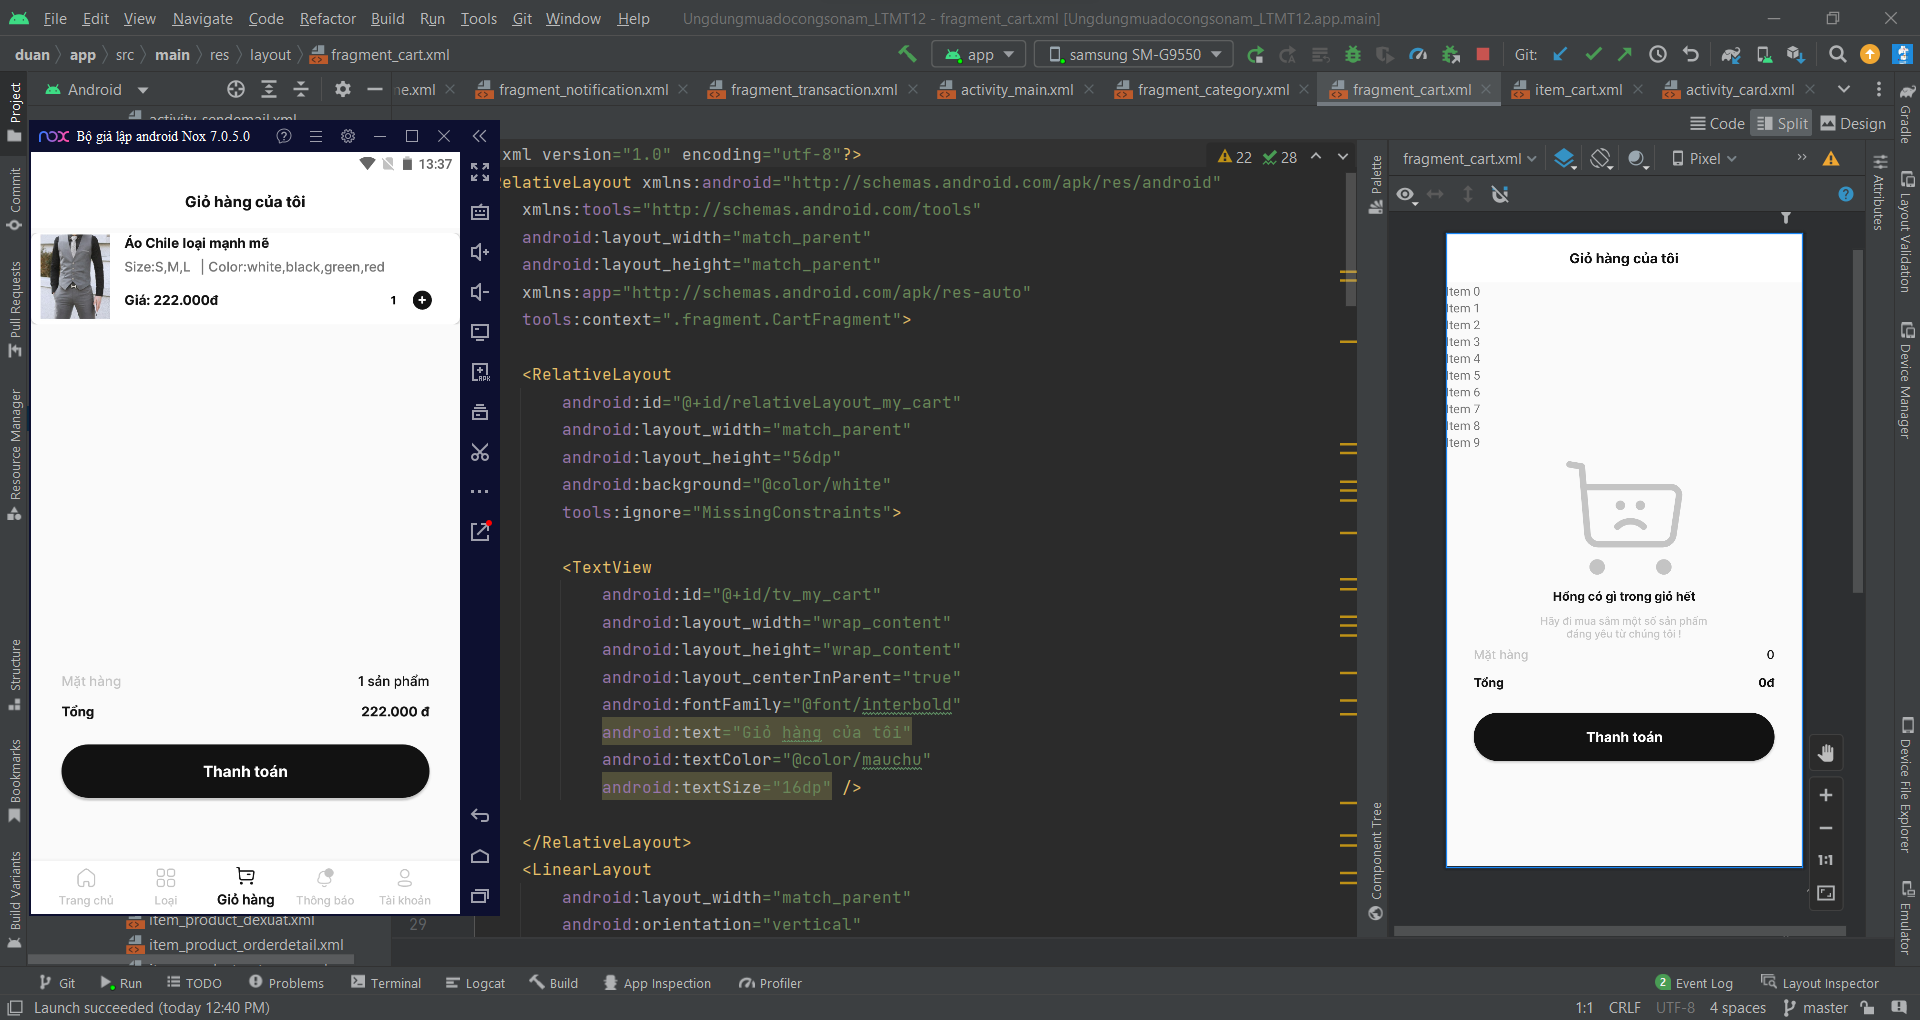 File Edit View Navigate Code Refactor Build Run Tools Git Window Help Ungdungmuadocongsonam_LTMT12 - fragment_cart.xml [Ungdungmuadocongsonam_LTMT12.app.main]
duan app src main res layout fragment_cart.xml app samsung SM-G9550 Git:
Android me.xml fragment_notification.xml fragment_transaction.xml activity_main.xml fragment_category.xml fragment_cart.xml item_cart.xml activity_card.xml
Code Split Design
Project
Commit
Pull Requests
Resource Manager
Structure
Bookmarks
Build Variants
activity_sendemail.xml
nox Bộ giả lập android Nox 7.0.5.0
13:37
Giỏ hàng của tôi
Áo Chile loại mạnh mẽ
Size:S,M,L | Color:white,black,green,red
Giá: 222.000đ 1
Mặt hàng 1 sản phẩm
Tổng 222.000 đ
Thanh toán
Trang chủ Loại Giỏ hàng Thông báo Tài khoản
APK
item_product_dexuat.xml
item_product_orderdetail.xml
xml version="1.0" encoding="utf-8"?>
RelativeLayout xmlns:android="http://schemas.android.com/apk/res/android"
xmlns:tools="http://schemas.android.com/tools"
android:layout_width="match_parent"
android:layout_height="match_parent"
xmlns:app="http://schemas.android.com/apk/res-auto"
tools:context=".fragment.CartFragment">
<RelativeLayout
android:id="@+id/relativeLayout_my_cart"
android:layout_width="match_parent"
android:layout_height="56dp"
android:background="@color/white"
tools:ignore="MissingConstraints">
<TextView
android:id="@+id/tv_my_cart"
android:layout_width="wrap_content"
android:layout_height="wrap_content"
android:layout_centerInParent="true"
android:fontFamily="@font/interbold"
android:text="Giỏ hàng của tôi"
android:textColor="@color/mauchu"
android:textSize="16dp" />
</RelativeLayout>
<LinearLayout
android:layout_width="match_parent"
29 android:orientation="vertical"
22 28
Palette
Component Tree
fragment_cart.xml Pixel
Giỏ hàng của tôi
Item 0
Item 1
Item 2
Item 3
Item 4
Item 5
Item 6
Item 7
Item 8
Item 9
Hổng có gì trong giỏ hết
Hãy đi mua sắm một số sản phẩm
đáng yêu từ chúng tôi !
Mặt hàng 0
Tổng 0đ
Thanh toán
1:1
Attributes
Gradle
Layout Validation
Device Manager
Device File Explorer
Emulator
Git Run TODO Problems Terminal Logcat Build App Inspection Profiler 2 Event Log Layout Inspector
Launch succeeded (today 12:40 PM) 1:1 CRLF UTF-8 4 spaces master